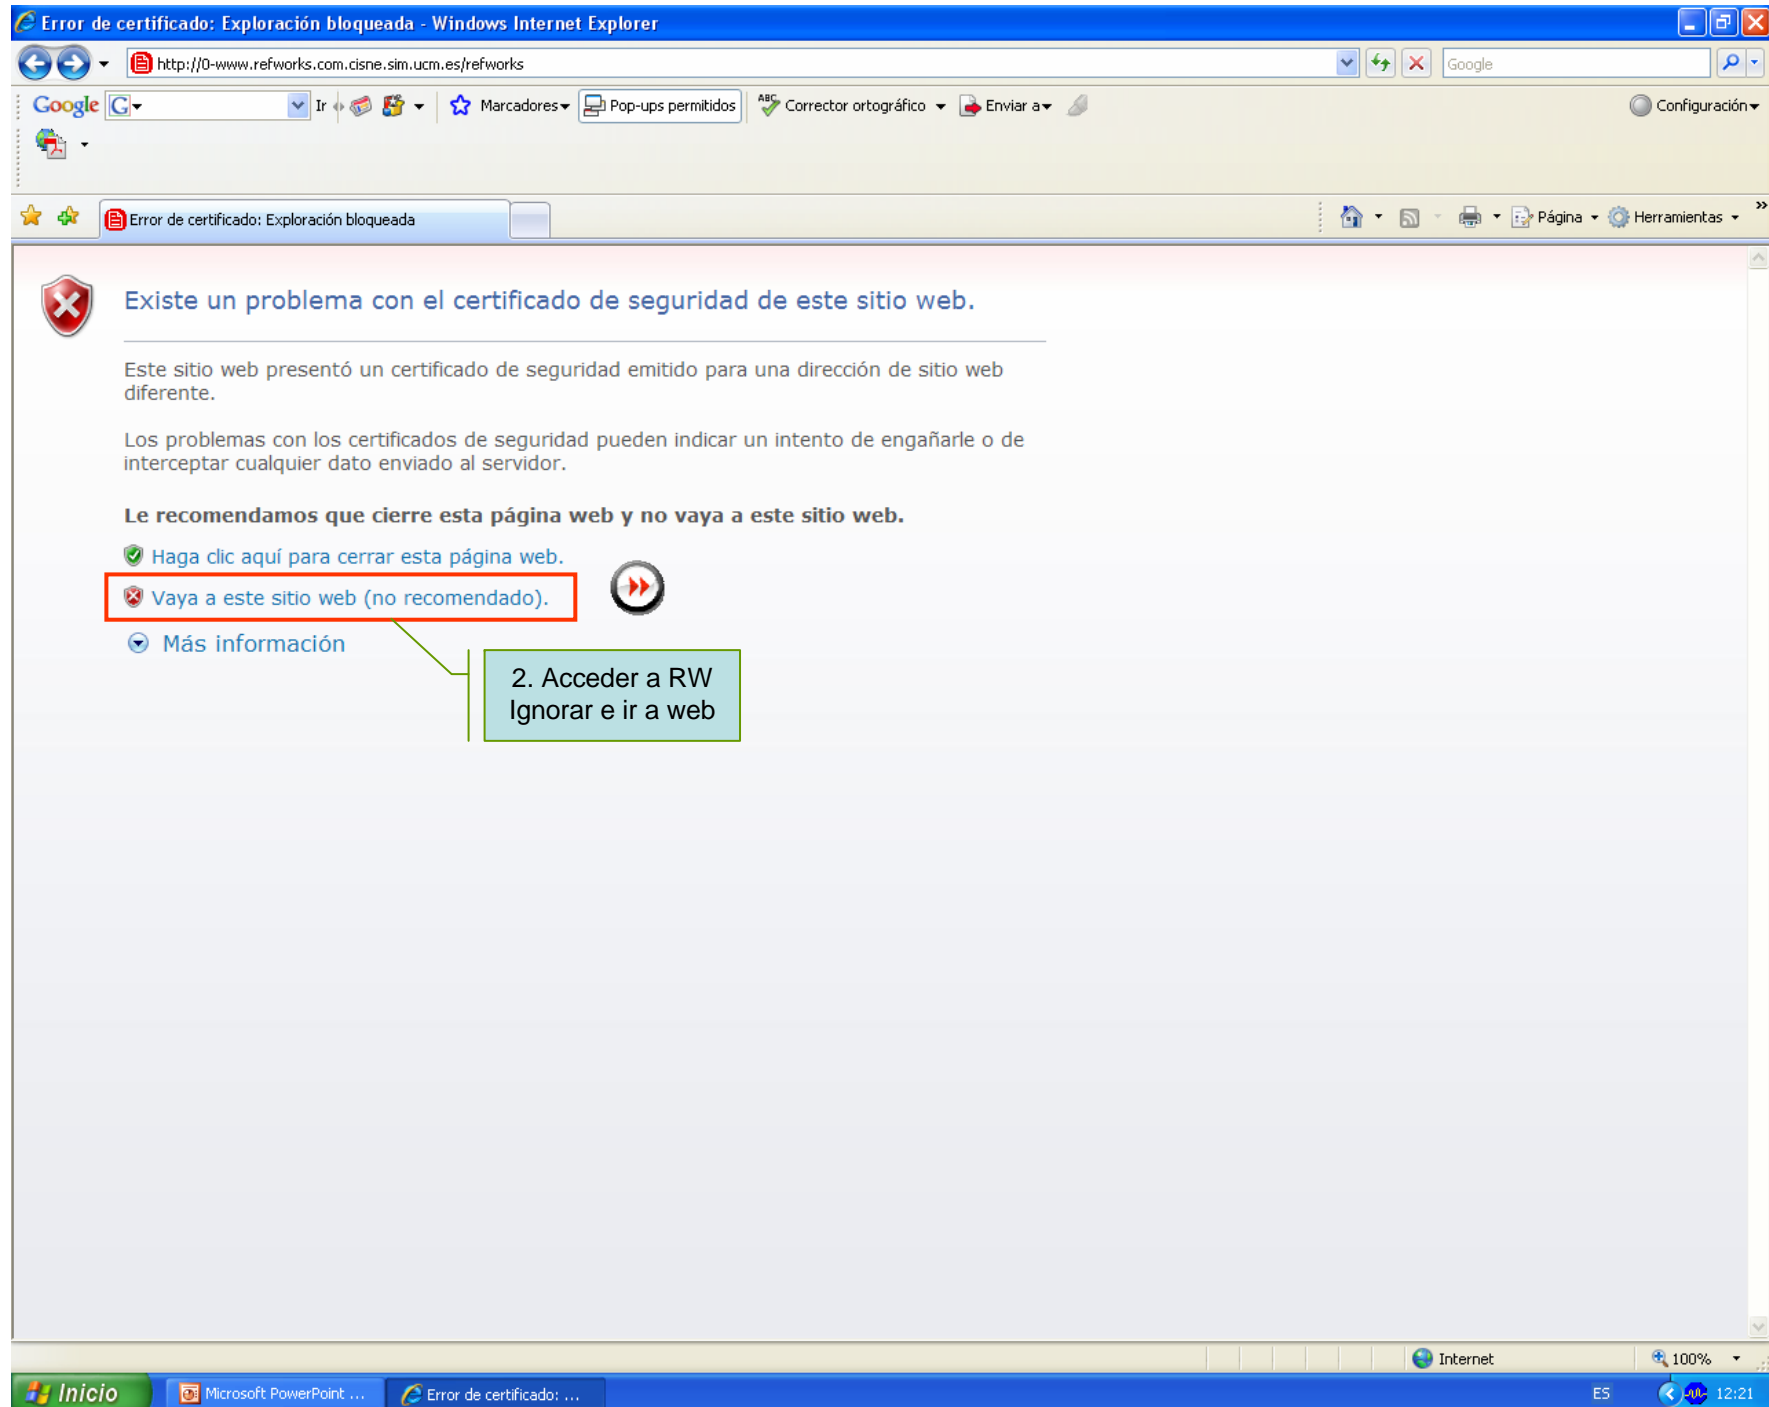 Error de certificado: Exploración bloqueada - Windows Internet Explorer
http://0-www.refworks.com.cisne.sim.ucm.es/refworks
Google
Google G Ir Marcadores Pop-ups permitidos ABC Corrector ortográfico Enviar a Configuración
Error de certificado: Exploración bloqueada
Página Herramientas »
Existe un problema con el certificado de seguridad de este sitio web.
Este sitio web presentó un certificado de seguridad emitido para una dirección de sitio web
diferente.
Los problemas con los certificados de seguridad pueden indicar un intento de engañarle o de
interceptar cualquier dato enviado al servidor.
Le recomendamos que cierre esta página web y no vaya a este sitio web.
Haga clic aquí para cerrar esta página web.
Vaya a este sitio web (no recomendado).
Más información
2. Acceder a RW
Ignorar e ir a web
Internet 100%
Inicio Microsoft PowerPoint ... Error de certificado: ... ES 12:21